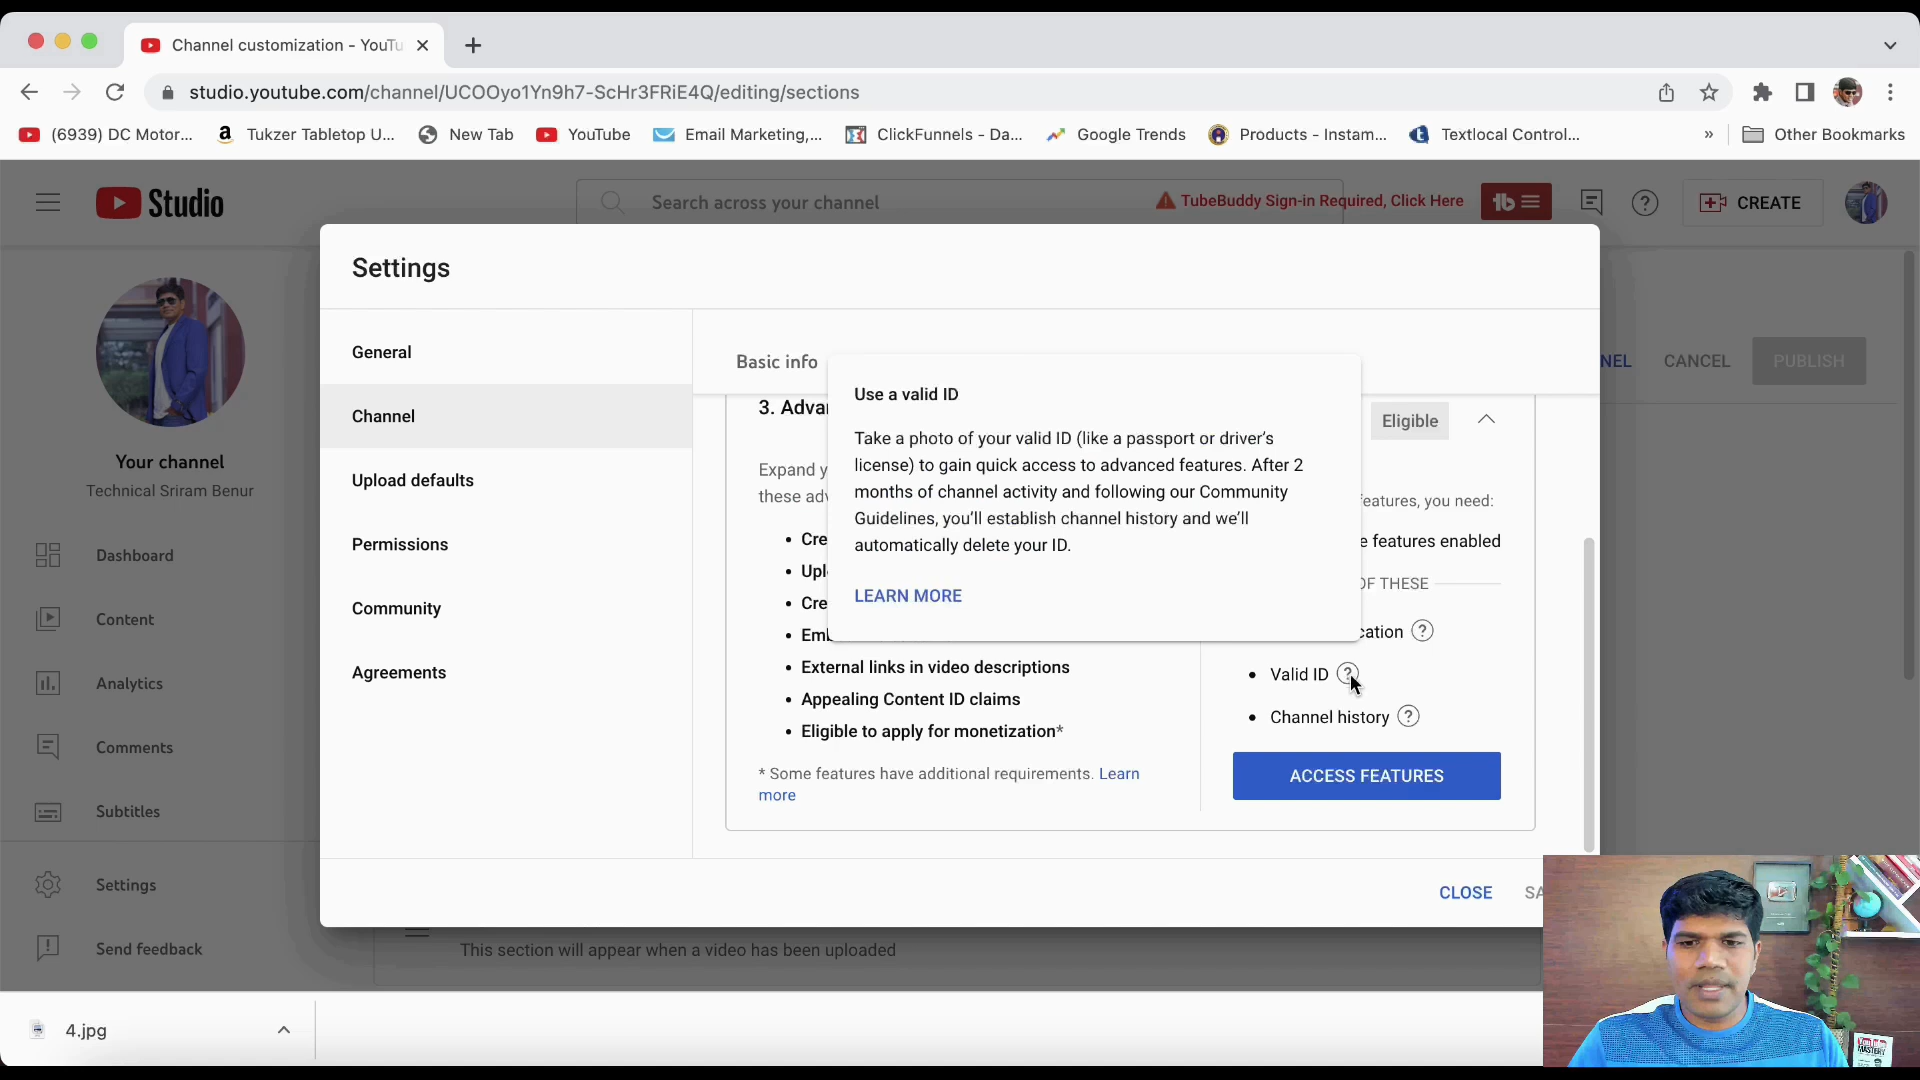 Channel customization - YouTu
studio.youtube.com/channel/UCOOyo1Yn9h7-ScHr3FRiE4Q/editing/sections
(6939) DC Motor...
Tukzer Tabletop U...
New Tab
YouTube
Email Marketing,...
ClickFunnels - Da...
Google Trends
Products - Instam...
Textlocal Control...
»
Other Bookmarks
Studio
Search across your channel
TubeBuddy Sign-in Required, Click Here
tb
CREATE
Settings
General
Channel
Upload defaults
Permissions
Community
Agreements
Basic info
NEL
CANCEL
PUBLISH
3. Adva
Eligible
Use a valid ID
Take a photo of your valid ID (like a passport or driver's
license) to gain quick access to advanced features. After 2
months of channel activity and following our Community
Guidelines, you'll establish channel history and we'll
automatically delete your ID.
LEARN MORE
Expand y
these adv
• Cre
• Upl
• Cre
• Emb
• External links in video descriptions
• Appealing Content ID claims
• Eligible to apply for monetization*
* Some features have additional requirements. Learn
more
features, you need:
e features enabled
OF THESE
cation
• Valid ID
• Channel history
ACCESS FEATURES
CLOSE
SA
Your channel
Technical Sriram Benur
Dashboard
Content
Analytics
Comments
Subtitles
Settings
Send feedback
This section will appear when a video has been uploaded
4.jpg
MASTERY